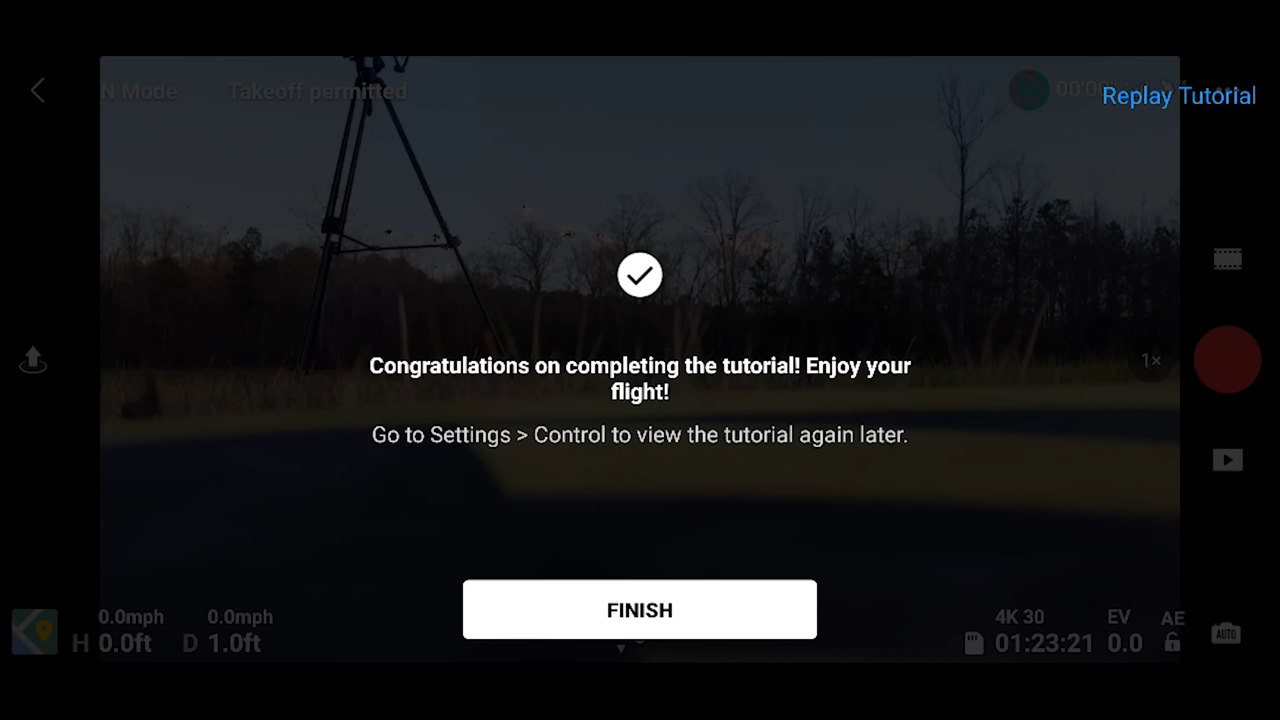 N Mode Takeoff permitted
Replay Tutorial
1×
Congratulations on completing the tutorial! Enjoy your
flight!
Go to Settings > Control to view the tutorial again later.
FINISH
0.0mph 0.0mph
H 0.0ft D 1.0ft
4K 30 EV AE
01:23:21 0.0
AUTO